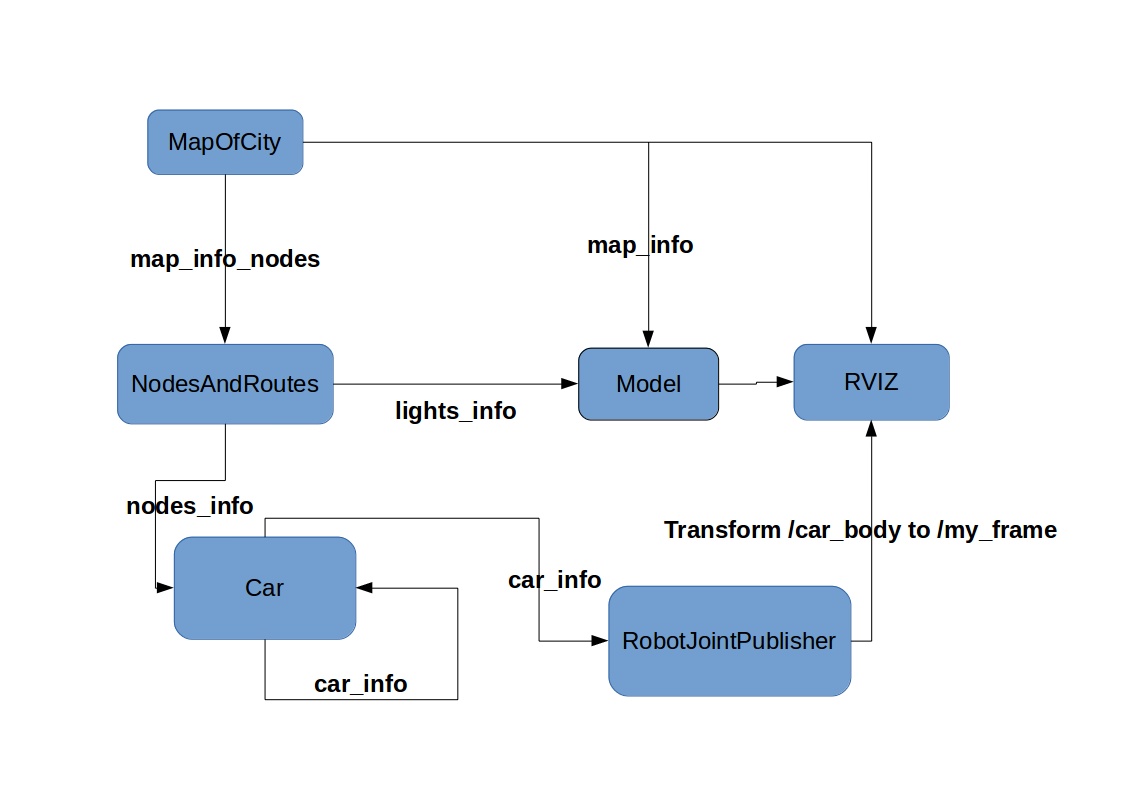 MapOfCity
map_info_nodes
map_info
NodesAndRoutes
lights_info
Model
RVIZ
nodes_info
Transform /car_body to /my_frame
Car
car_info
RobotJointPublisher
car_info